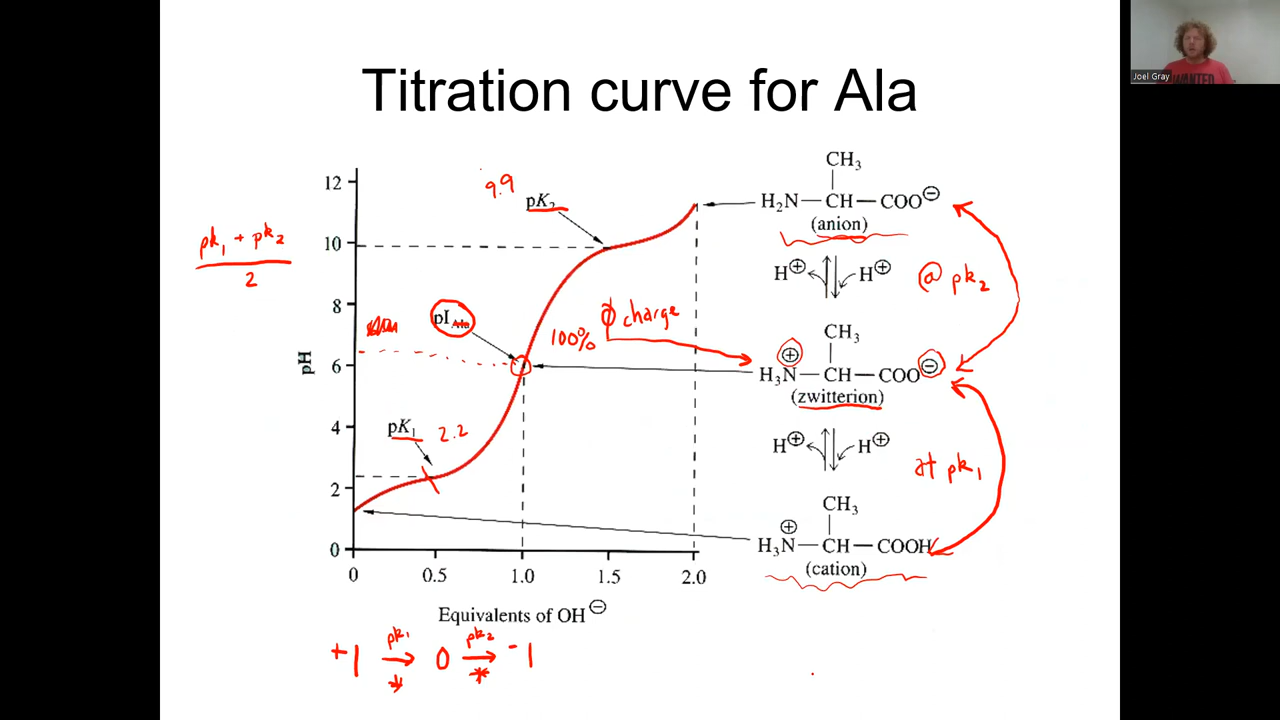 Joel Gray
WANTED
Titration curve for Ala
pH
12
10
8
6
4
2
0
0
0.5
1.0
1.5
2.0
Equivalents of OH⊖
pK₂
9.9
pI Ala
pK₁
2.2
pk₁ + pk₂
2
100%
φ charge
CH₃
H₂N—CH—COO⊖
(anion)
H⊕ H⊕
@ pk₂
CH₃
⊕
H₃N—CH—COO⊖
(zwitterion)
H⊕ H⊕
at pk₁
CH₃
⊕
H₃N—CH—COOH
(cation)
pk₁ pk₂
+1 → 0 → -1
* *